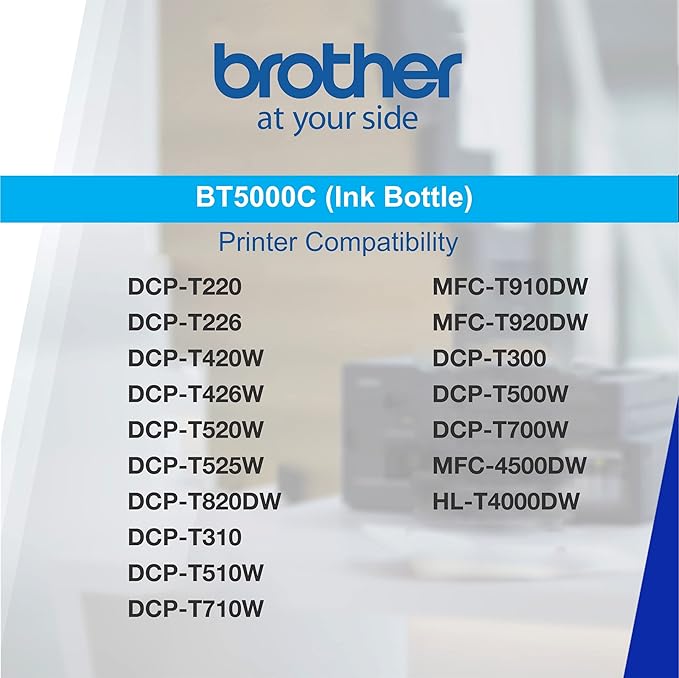 brother
at your side
BT5000C (Ink Bottle)
Printer Compatibility
DCP-T220
DCP-T226
DCP-T420W
DCP-T426W
DCP-T520W
DCP-T525W
DCP-T820DW
DCP-T310
DCP-T510W
DCP-T710W
MFC-T910DW
MFC-T920DW
DCP-T300
DCP-T500W
DCP-T700W
MFC-4500DW
HL-T4000DW